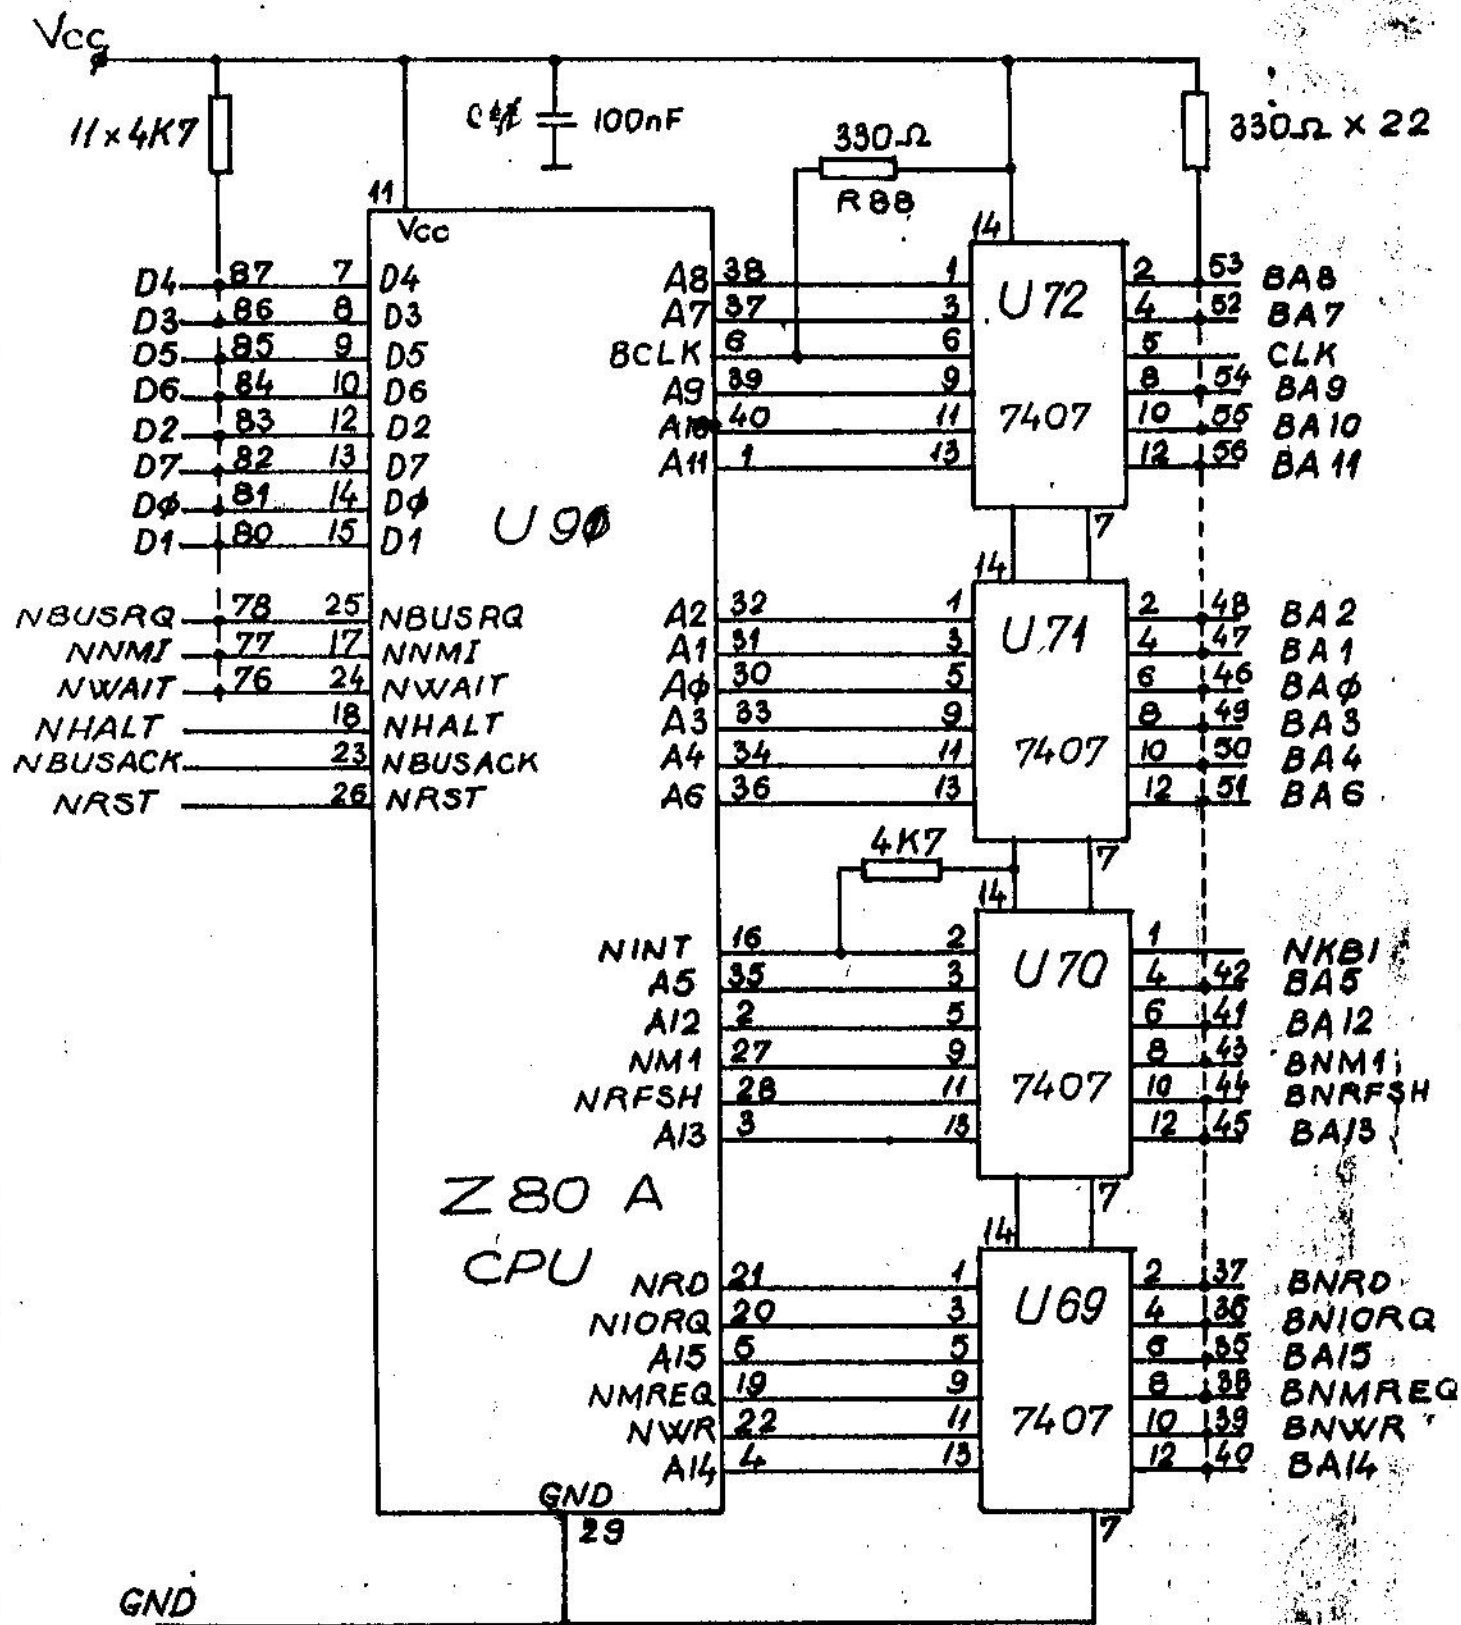 Vcc
11x4K7
100nF
330Ω
R88
330Ω x 22
11
Vcc
14
D4 87 7 D4 A8 38 1 U72 2 53 BA8
D3 86 8 D3 A7 37 3 4 52 BA7
D5 85 9 D5 BCLK 6 6 5 CLK
D6 84 10 D6 A9 39 9 8 54 BA9
D2 83 12 D2 A10 40 11 7407 10 55 BA10
D7 82 13 D7 A11 1 13 12 56 BA11
Dφ 81 14 Dφ
U9φ
7
D1 80 15 D1
14
NBUSRQ 78 25 NBUSRQ A2 32 1 U71 2 48 BA2
NNMI 77 17 NNMI A1 31 3 4 47 BA1
NWAIT 76 24 NWAIT Aφ 30 5 6 46 BAφ
NHALT 18 NHALT A3 33 9 8 49 BA3
NBUSACK 23 NBUSACK A4 34 11 7407 10 50 BA4
NRST 26 NRST A6 36 13 12 51 BA6
4K7
7
14
NINT 16 2 U70 1 NKBI
A5 35 3 4 42 BA5
A12 2 5 6 41 BA12
NM1 27 9 8 43 BNM1
NRFSH 28 11 7407 10 44 BNRFSH
A13 3 13 12 45 BA13
Z80 A
7
14
CPU
NRD 21 1 U69 2 37 BNRD
NIORQ 20 3 4 36 BNIORQ
A15 5 5 6 35 BA15
NMREQ 19 9 8 38 BNMREQ
NWR 22 11 7407 10 39 BNWR
A14 4 13 12 40 BA14
GND
29
7
GND